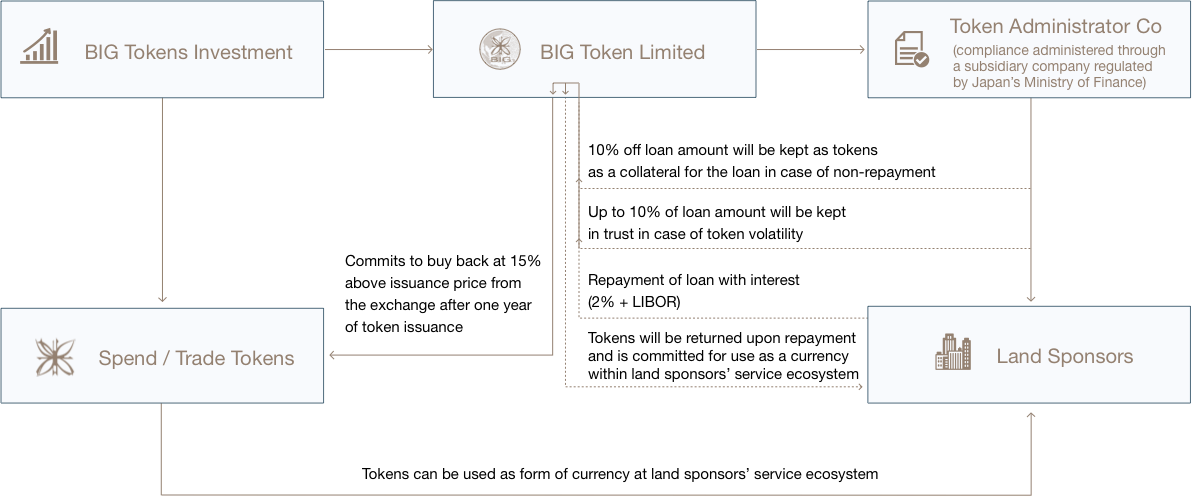 BIG Tokens Investment
BIG
BIG Token Limited
Token Administrator Co
(compliance administered through
a subsidiary company regulated
by Japan's Ministry of Finance)
10% off loan amount will be kept as tokens
as a collateral for the loan in case of non-repayment
Up to 10% of loan amount will be kept
in trust in case of token volatility
Commits to buy back at 15%
above issuance price from
the exchange after one year
of token issuance
Repayment of loan with interest
(2% + LIBOR)
Tokens will be returned upon repayment
and is committed for use as a currency
within land sponsors' service ecosystem
Spend / Trade Tokens
Land Sponsors
Tokens can be used as form of currency at land sponsors' service ecosystem